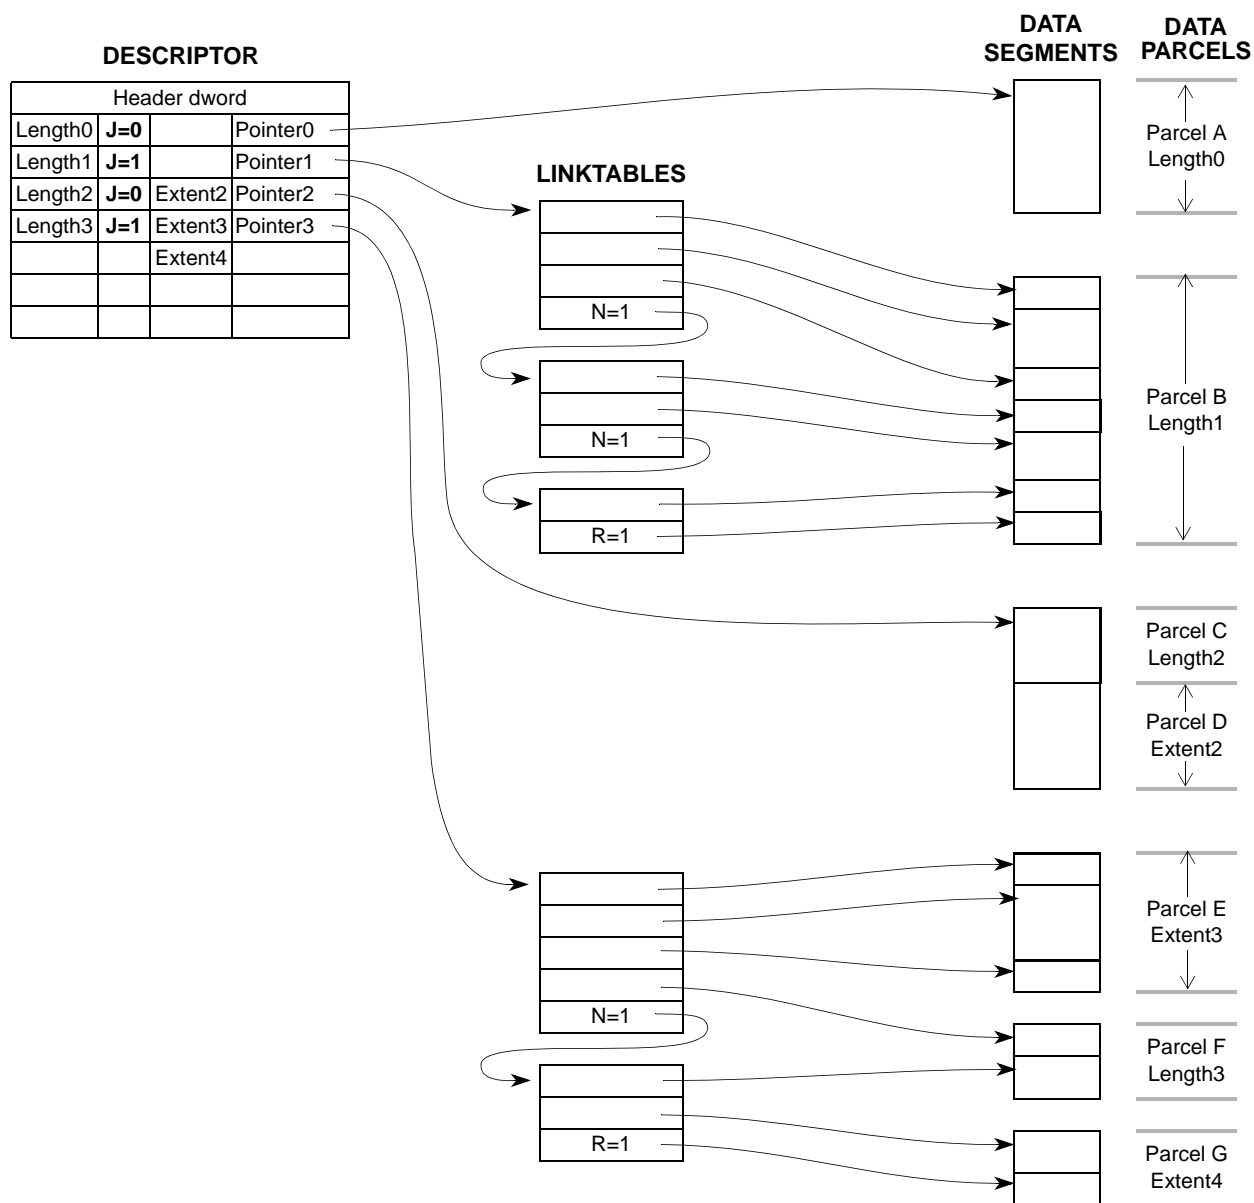 DESCRIPTOR
Header dword
Length0 J=0 Pointer0
Length1 J=1 Pointer1
Length2 J=0 Extent2 Pointer2
Length3 J=1 Extent3 Pointer3
Extent4
LINKTABLES
N=1
N=1
R=1
N=1
R=1
DATA
SEGMENTS
DATA
PARCELS
Parcel A
Length0
Parcel B
Length1
Parcel C
Length2
Parcel D
Extent2
Parcel E
Extent3
Parcel F
Length3
Parcel G
Extent4